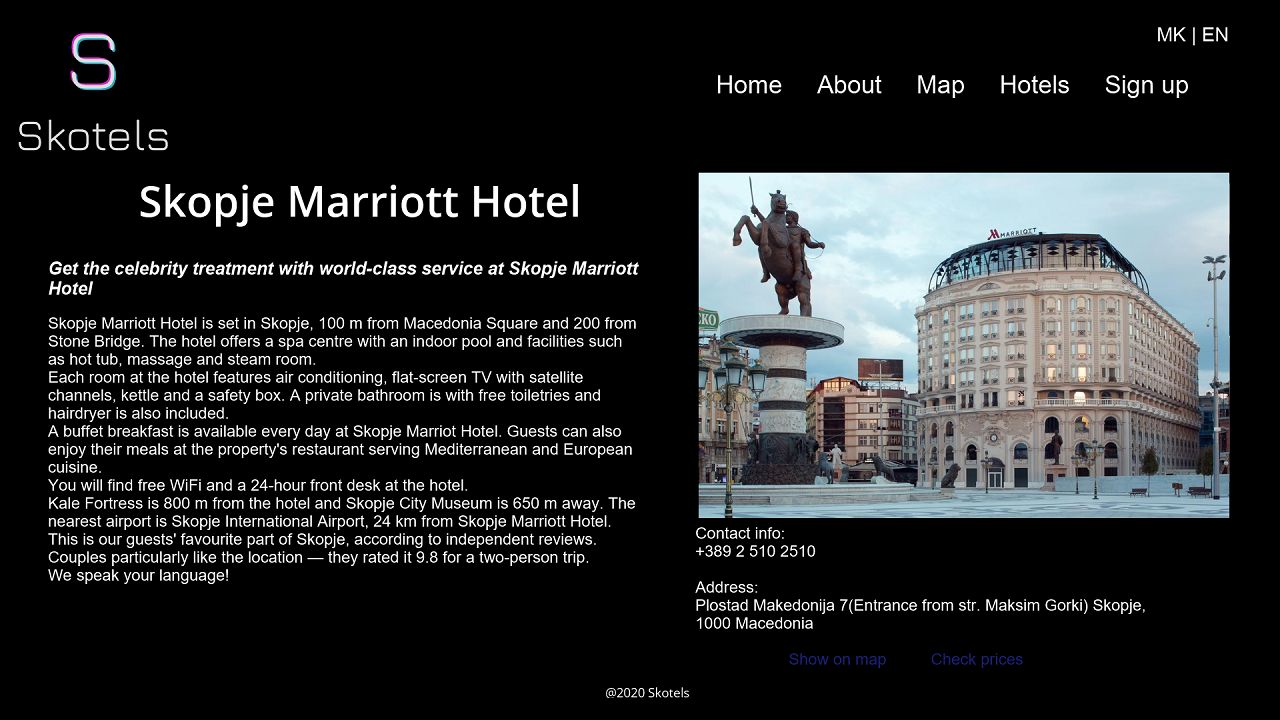 S
MK | EN
Home About Map Hotels Sign up
Skotels
Skopje Marriott Hotel
Get the celebrity treatment with world-class service at Skopje Marriott
Hotel
Skopje Marriott Hotel is set in Skopje, 100 m from Macedonia Square and 200 from
Stone Bridge. The hotel offers a spa centre with an indoor pool and facilities such
as hot tub, massage and steam room.
Each room at the hotel features air conditioning, flat-screen TV with satellite
channels, kettle and a safety box. A private bathroom is with free toiletries and
hairdryer is also included.
A buffet breakfast is available every day at Skopje Marriot Hotel. Guests can also
enjoy their meals at the property's restaurant serving Mediterranean and European
cuisine.
You will find free WiFi and a 24-hour front desk at the hotel.
Kale Fortress is 800 m from the hotel and Skopje City Museum is 650 m away. The
nearest airport is Skopje International Airport, 24 km from Skopje Marriott Hotel.
This is our guests' favourite part of Skopje, according to independent reviews.
Couples particularly like the location — they rated it 9.8 for a two-person trip.
We speak your language!
MARRIOTT
Contact info:
+389 2 510 2510
Address:
Plostad Makedonija 7(Entrance from str. Maksim Gorki) Skopje,
1000 Macedonia
Show on map Check prices
@2020 Skotels